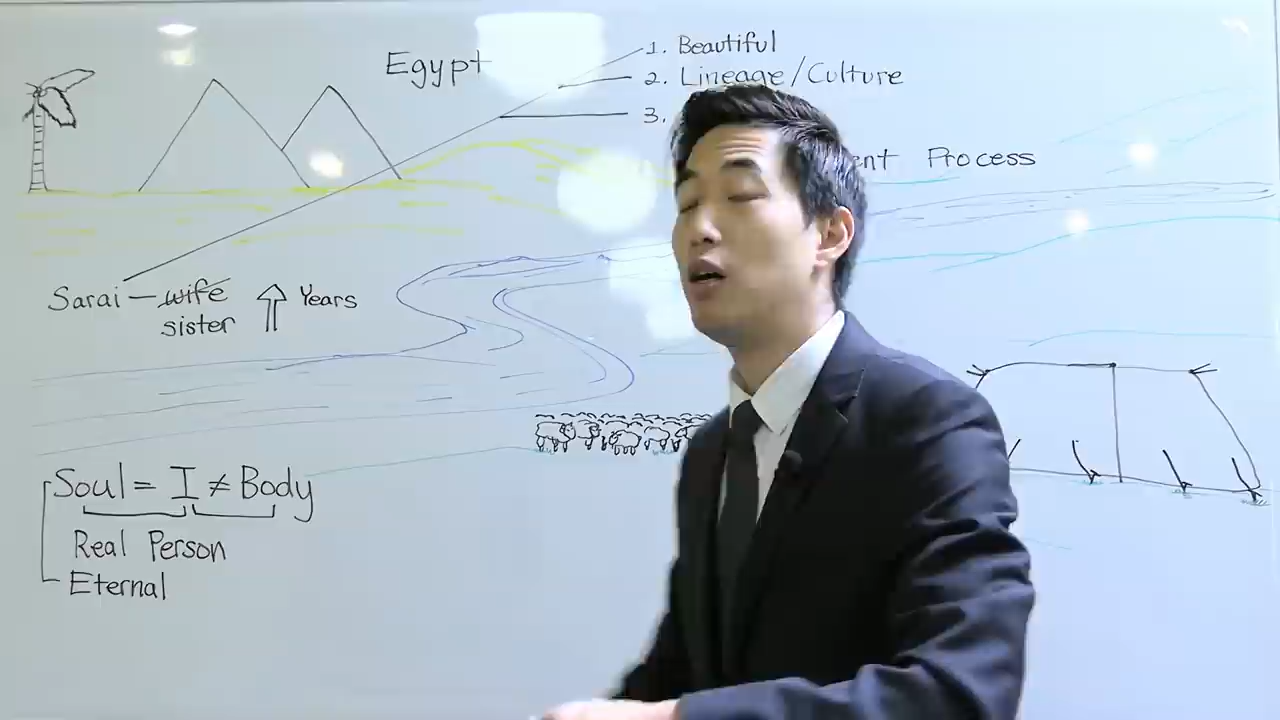 Egypt
1. Beautiful
2. Lineage/Culture
3.
Process
Sarai – wife ↑ Years
sister
Soul = I ≠ Body
Real Person
Eternal